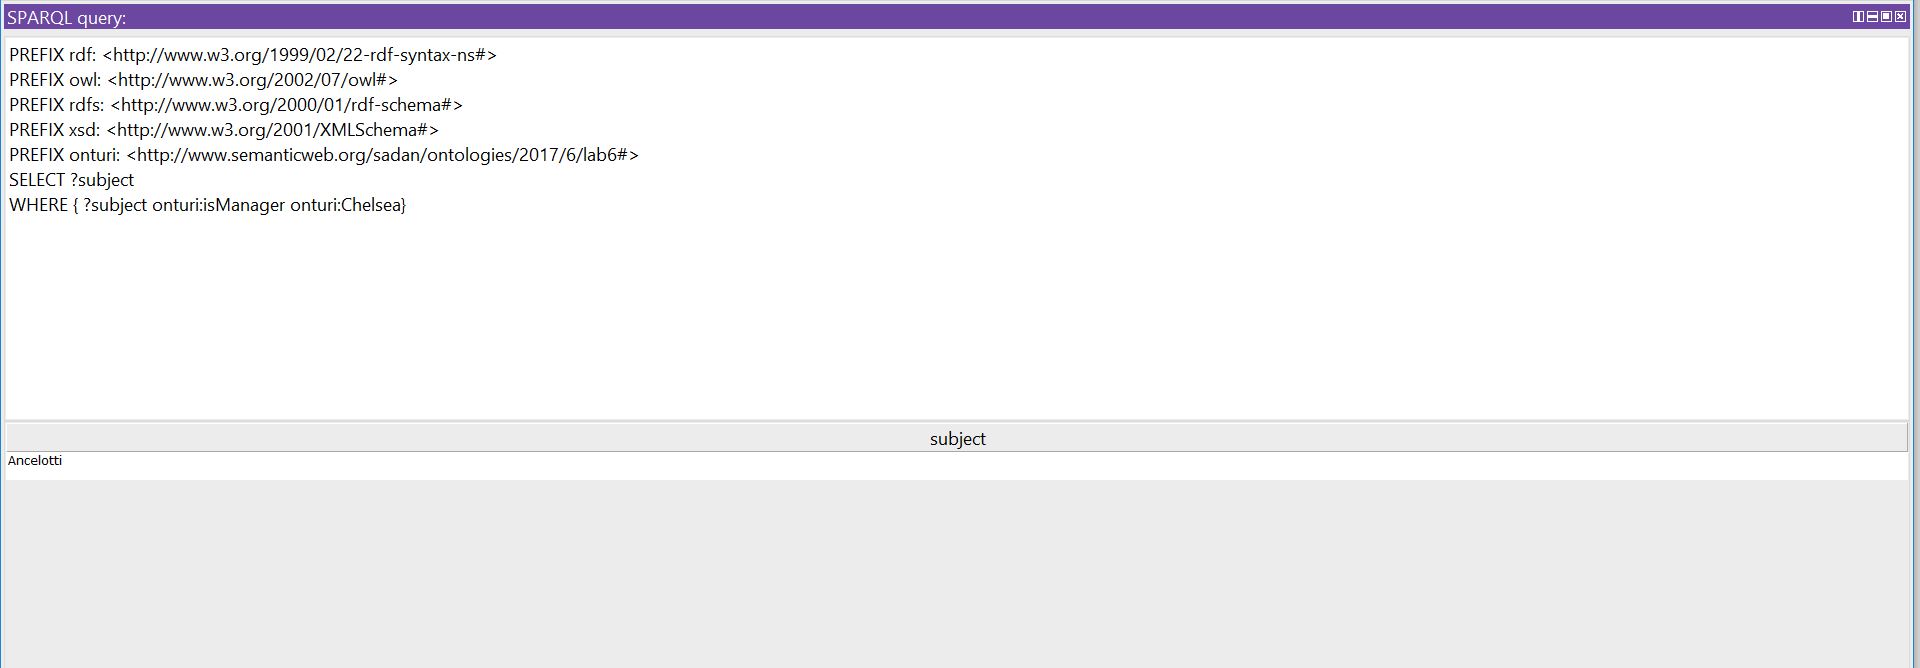 SPARQL query:
PREFIX rdf: <http://www.w3.org/1999/02/22-rdf-syntax-ns#>
PREFIX owl: <http://www.w3.org/2002/07/owl#>
PREFIX rdfs: <http://www.w3.org/2000/01/rdf-schema#>
PREFIX xsd: <http://www.w3.org/2001/XMLSchema#>
PREFIX onturi: <http://www.semanticweb.org/sadan/ontologies/2017/6/lab6#>
SELECT ?subject
WHERE { ?subject onturi:isManager onturi:Chelsea}
subject
Ancelotti